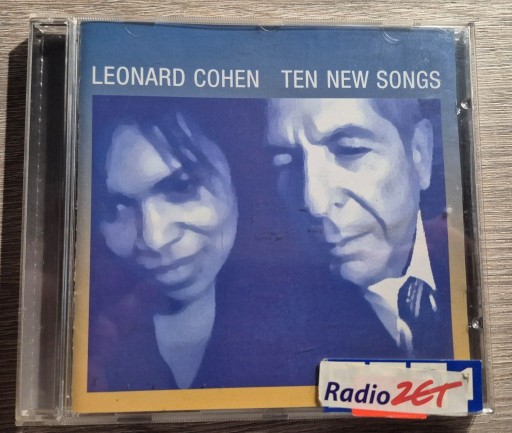 LEONARD COHEN TEN NEW SONGS
Radio ZET